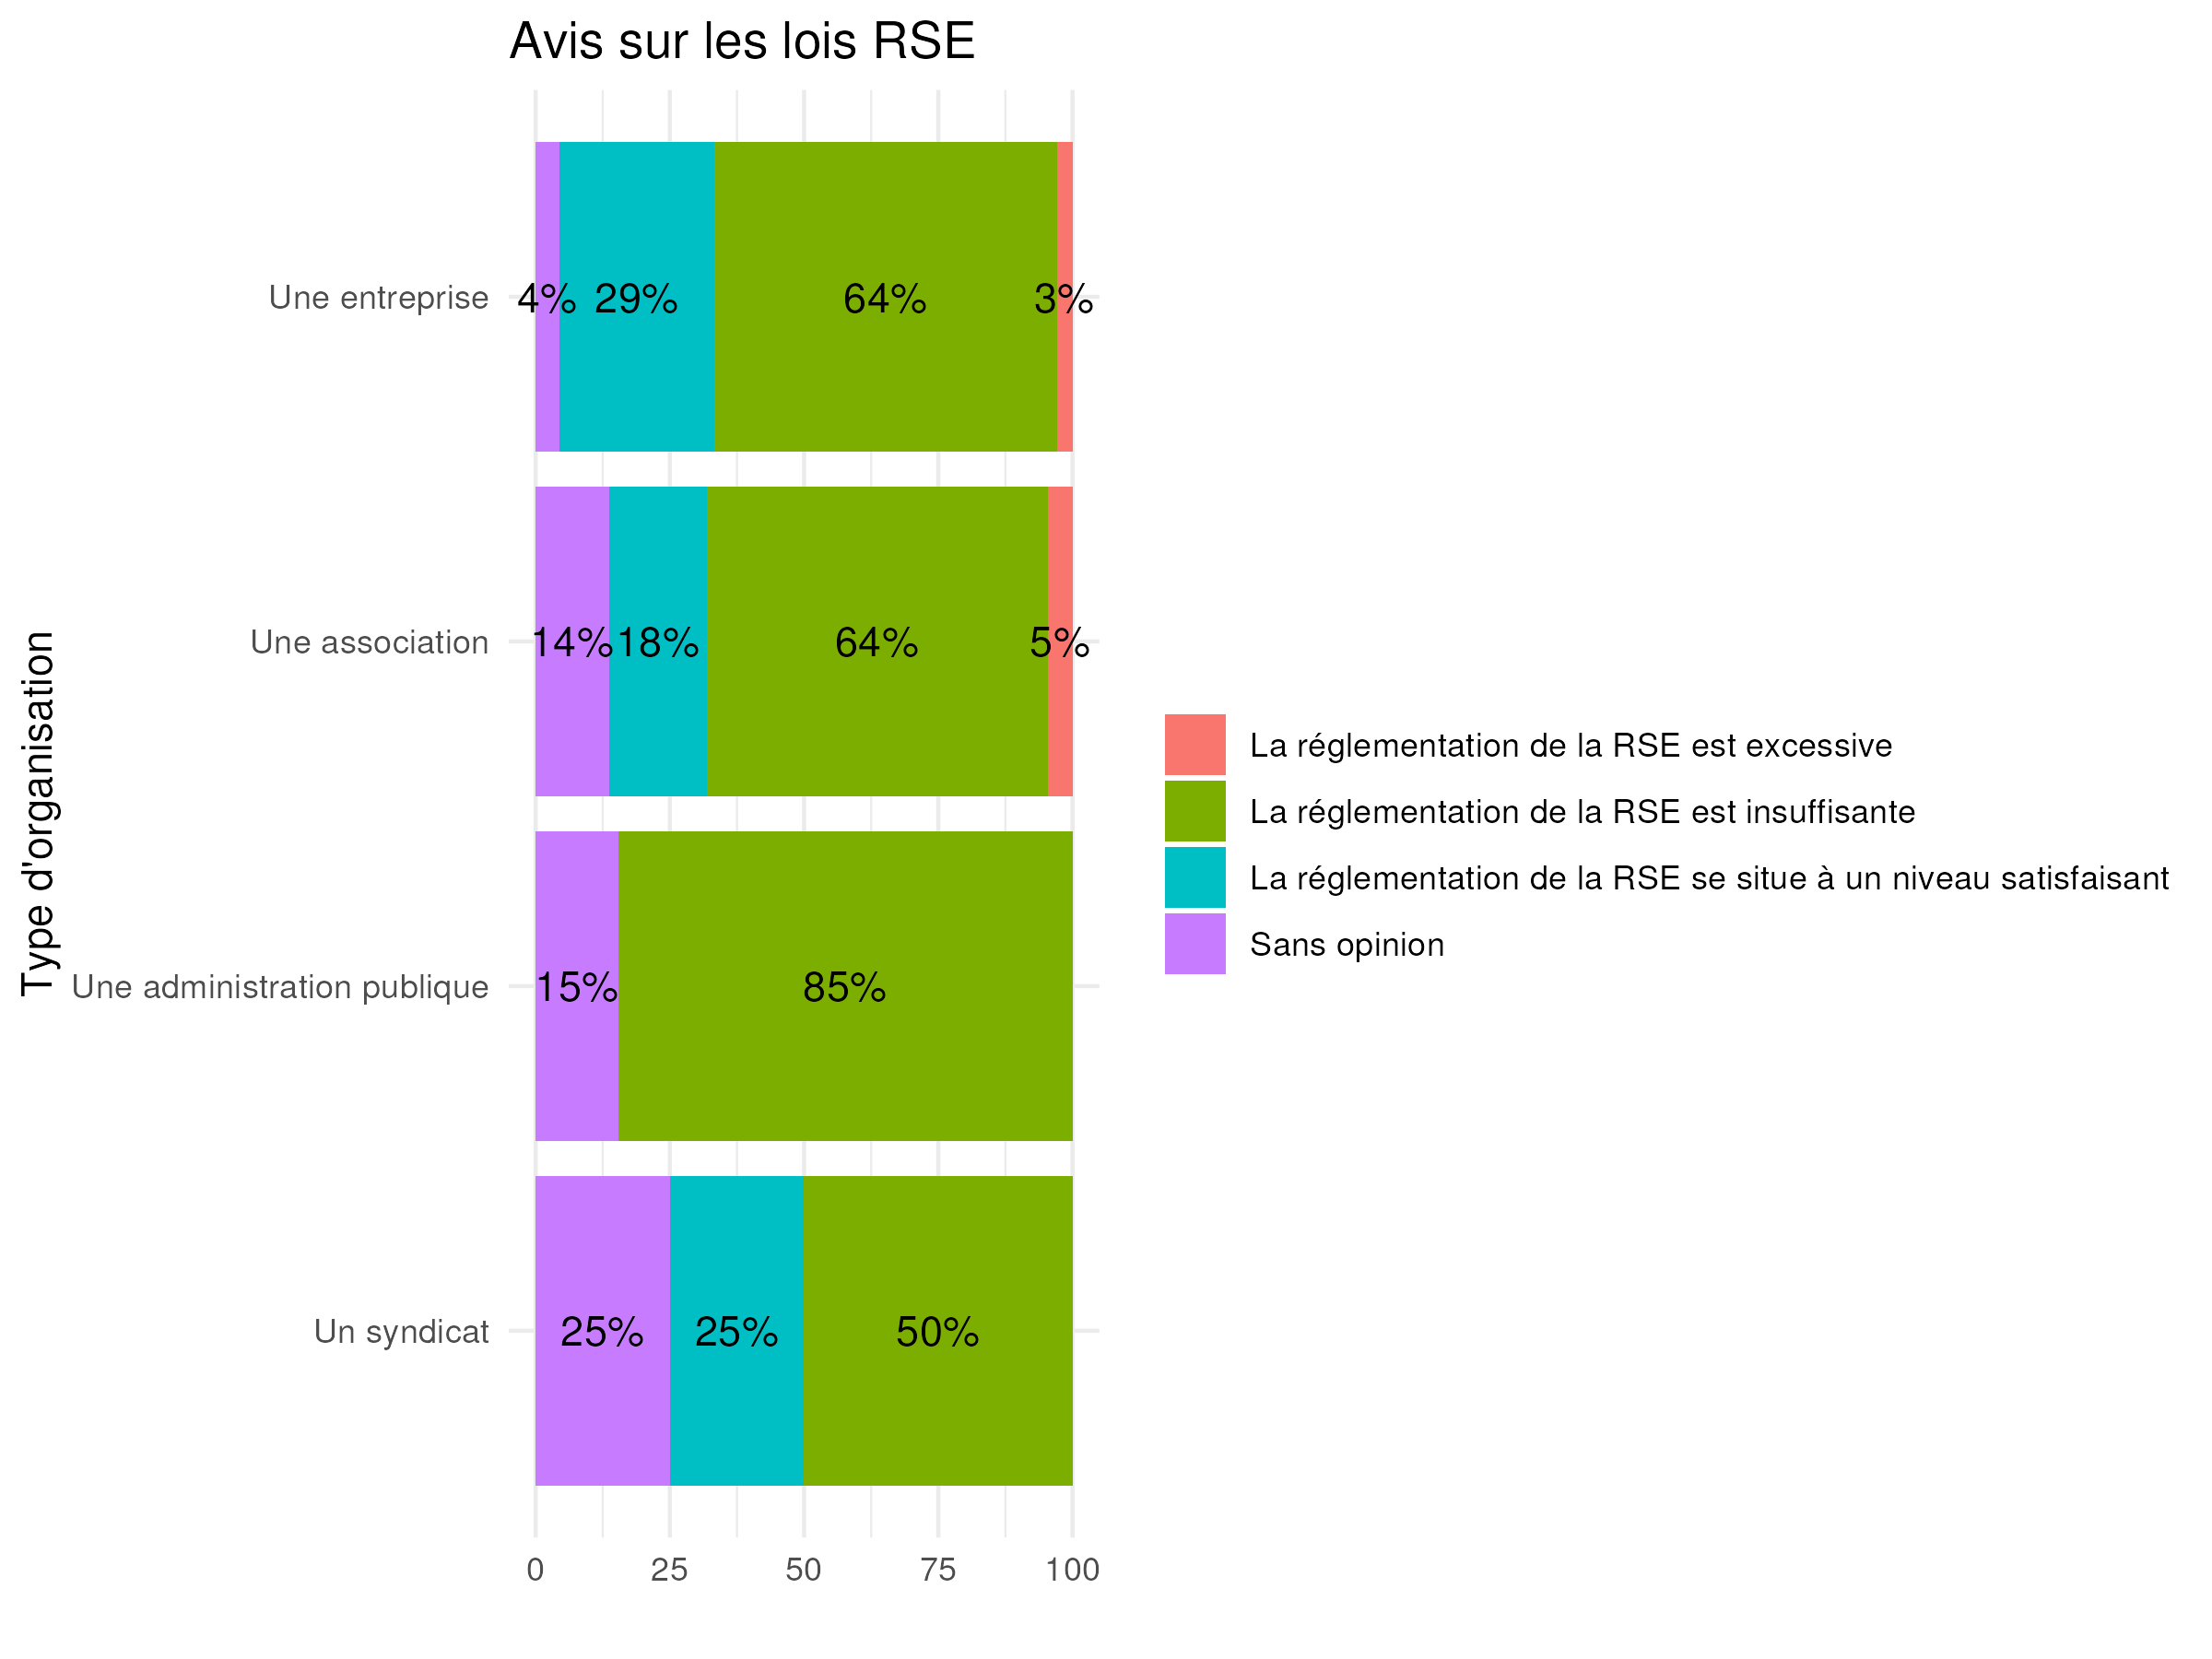 Avis sur les lois RSE
Type d'organisation
Une entreprise
4% 29% 64% 3%
Une association
14% 18% 64% 5%
Une administration publique
15% 85%
Un syndicat
25% 25% 50%
0 25 50 75 100
La réglementation de la RSE est excessive
La réglementation de la RSE est insuffisante
La réglementation de la RSE se situe à un niveau satisfaisant
Sans opinion